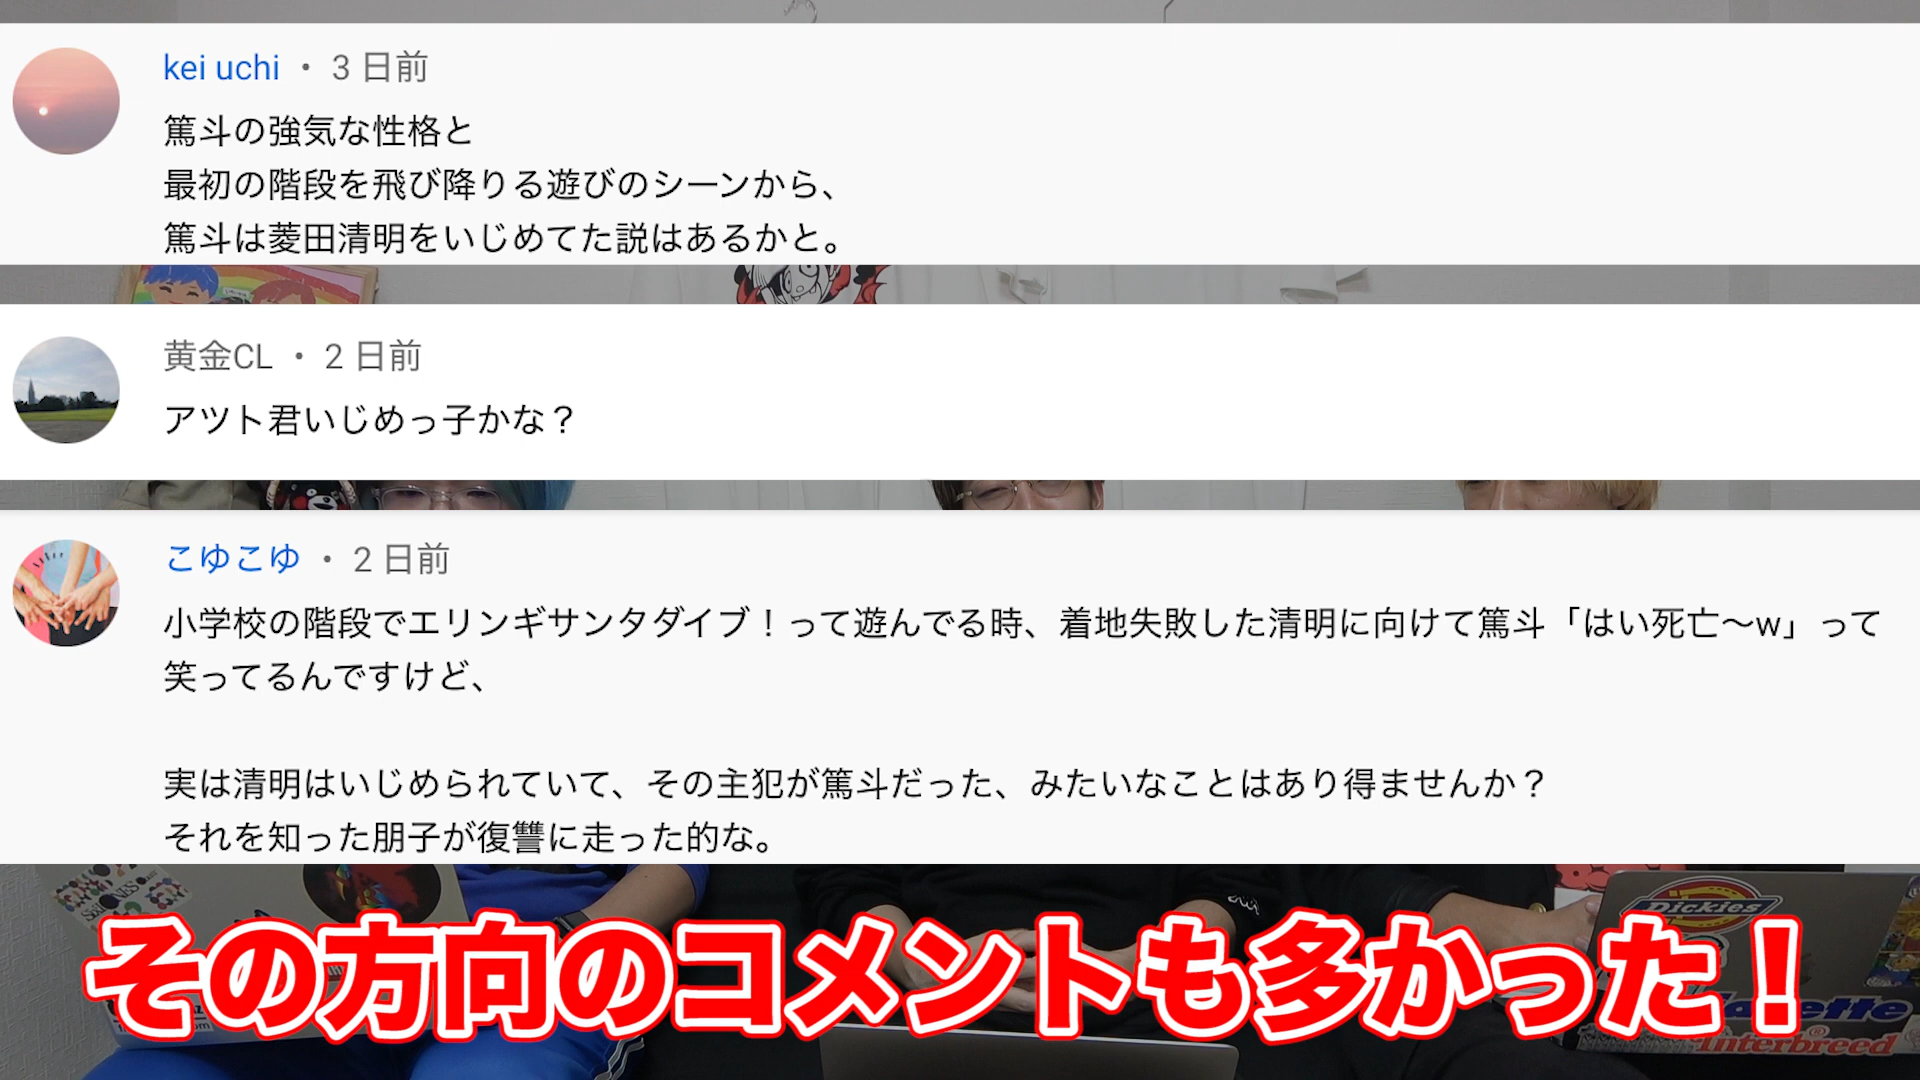 kei uchi ・ 3 日前
篤斗の強気な性格と
最初の階段を飛び降りる遊びのシーンから、
篤斗は菱田清明をいじめてた説はあるかと。
黄金CL ・ 2 日前
アツト君いじめっ子かな？
こゆこゆ ・ 2 日前
小学校の階段でエリンギサンタダイブ！って遊んでる時、着地失敗した清明に向けて篤斗「はい死亡〜w」って
笑ってるんですけど、
実は清明はいじめられていて、その主犯が篤斗だった、みたいなことはあり得ませんか？
それを知った朋子が復讐に走った的な。
Dickies
その方向のコメントも多かった！
Interbreed